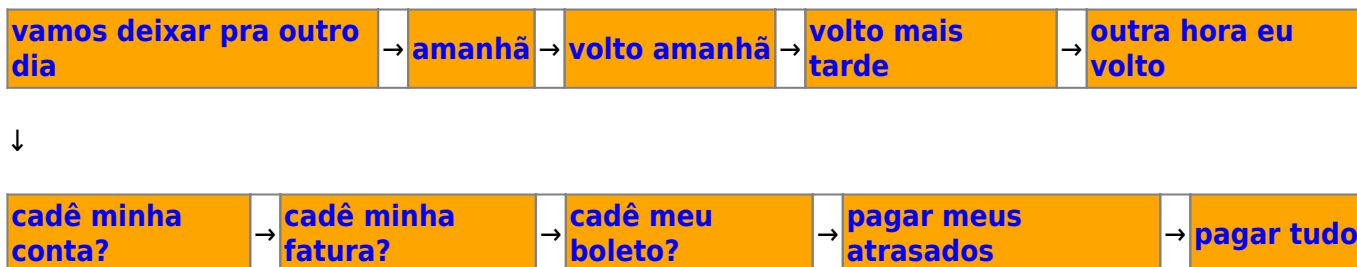 vamos deixar pra outro dia → amanhã → volto amanhã → volto mais tarde → outra hora eu volto
↓
cadê minha conta? → cadê minha fatura? → cadê meu boleto? → pagar meus atrasados → pagar tudo